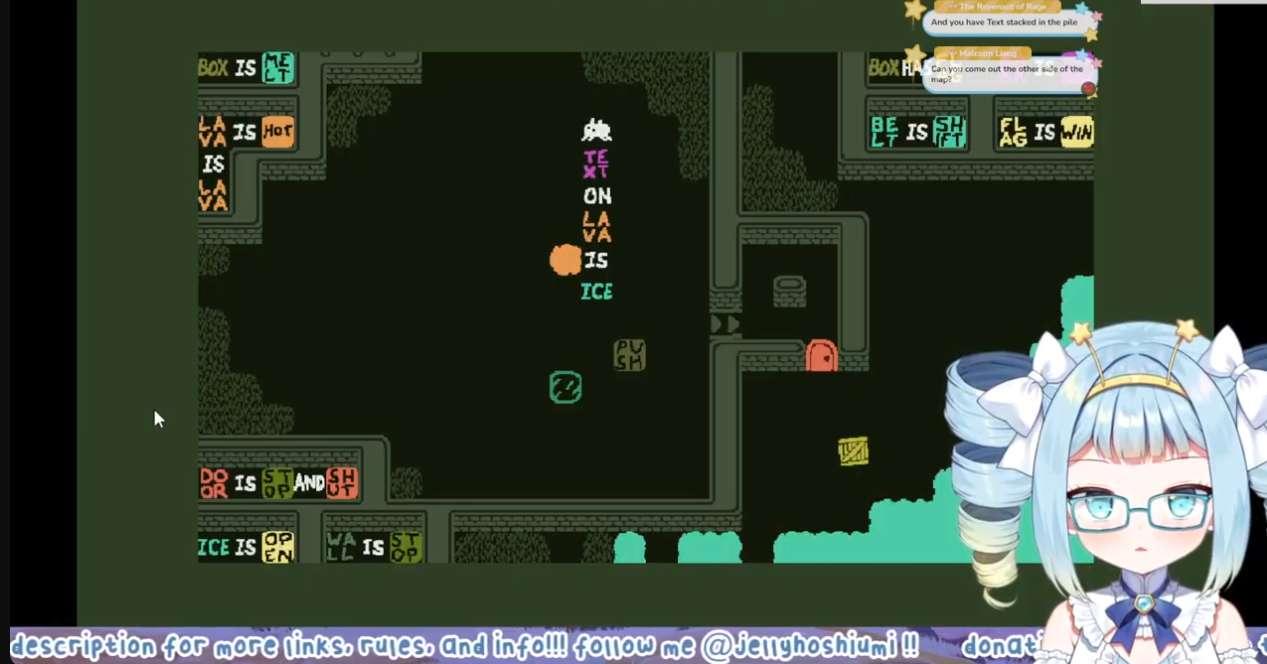 The Revenant of Rage
And you have Text stacked in the pile
Can you come out the other side of the
map?
BOX IS MELT
BOX
LAVA IS HOT
IS
LAVA
TEXT
ON
LAVA
IS
ICE
BELT IS SHIFT
FLAG IS WIN
PUSH
DOOR IS STOP AND SHUT
ICE IS OPEN
WALL IS STOP
description for more links, rules, and info!!! follow me @jellyhoshiumi !! donati